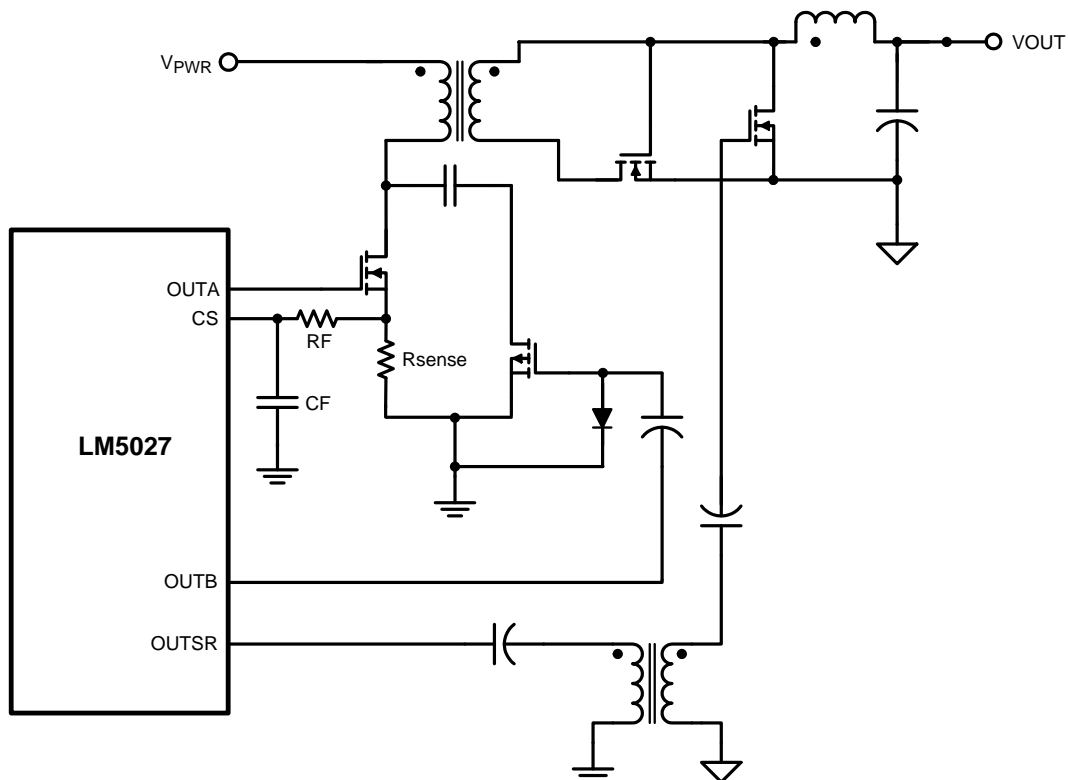 VPWR
VOUT
OUTA
CS
RF
Rsense
CF
LM5027
OUTB
OUTSR